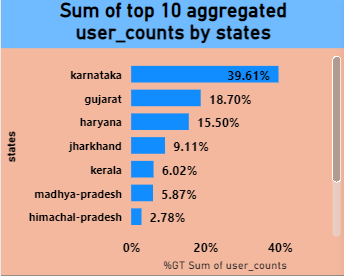 Sum of top 10 aggregated
user_counts by states
states
karnataka 39.61%
gujarat 18.70%
haryana 15.50%
jharkhand 9.11%
kerala 6.02%
madhya-pradesh 5.87%
himachal-pradesh 2.78%
0% 20% 40%
%GT Sum of user_counts